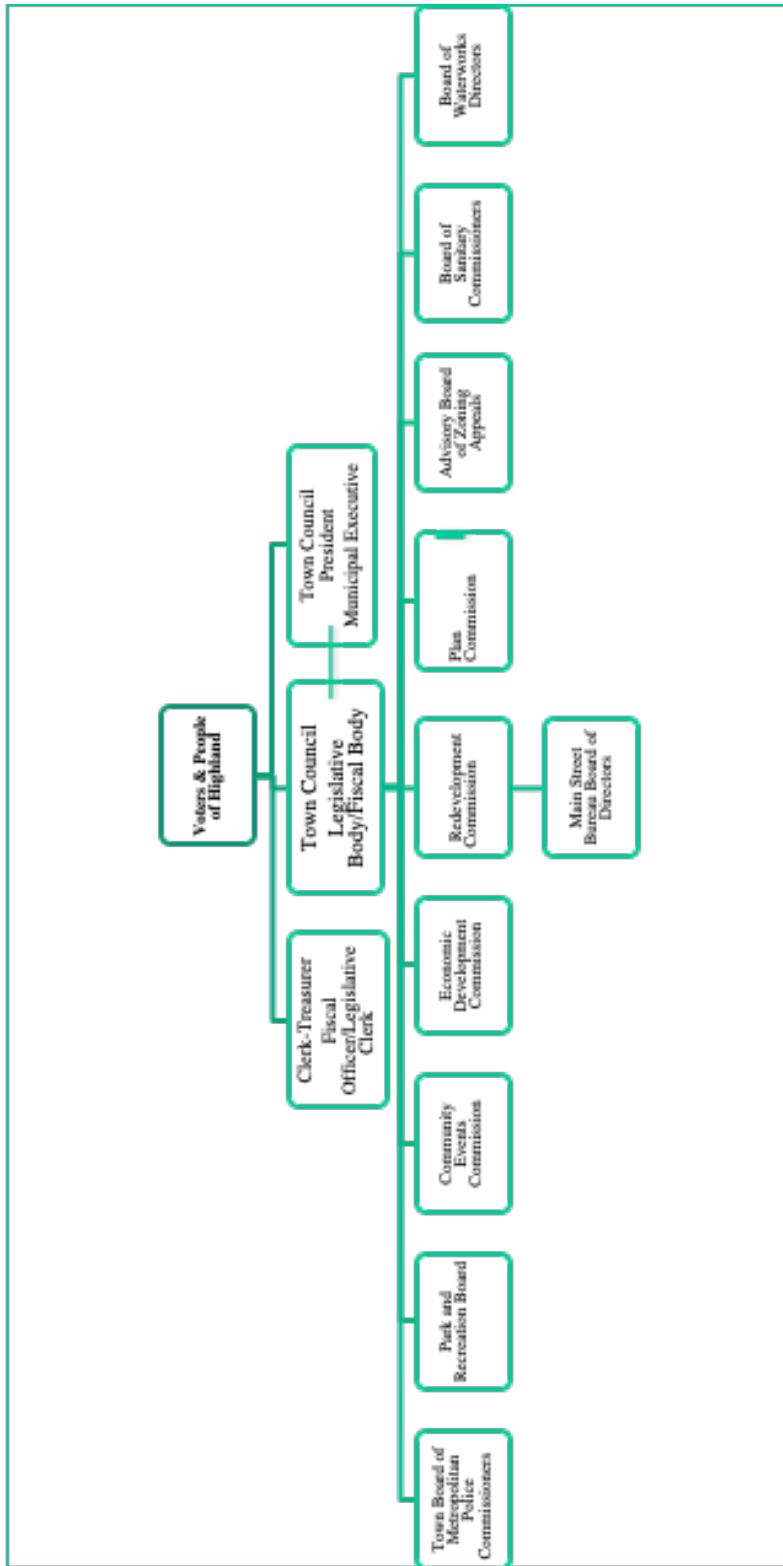 Voters & People
of Highland
Clerk-Treasurer
Fiscal
Officer/Legislative
Clerk
Town Council
Legislative
Body/Fiscal Body
Town Council
President
Municipal Executive
Town Board of
Metropolitan
Police
Commissioners
Park and
Recreation Board
Community
Events
Commission
Economic
Development
Commission
Redevelopment
Commission
Plan
Commission
Advisory Board
of Zoning
Appeals
Board of
Sanitary
Commissioners
Board of
Waterworks
Directors
Main Street
Bureau Board of
Directors